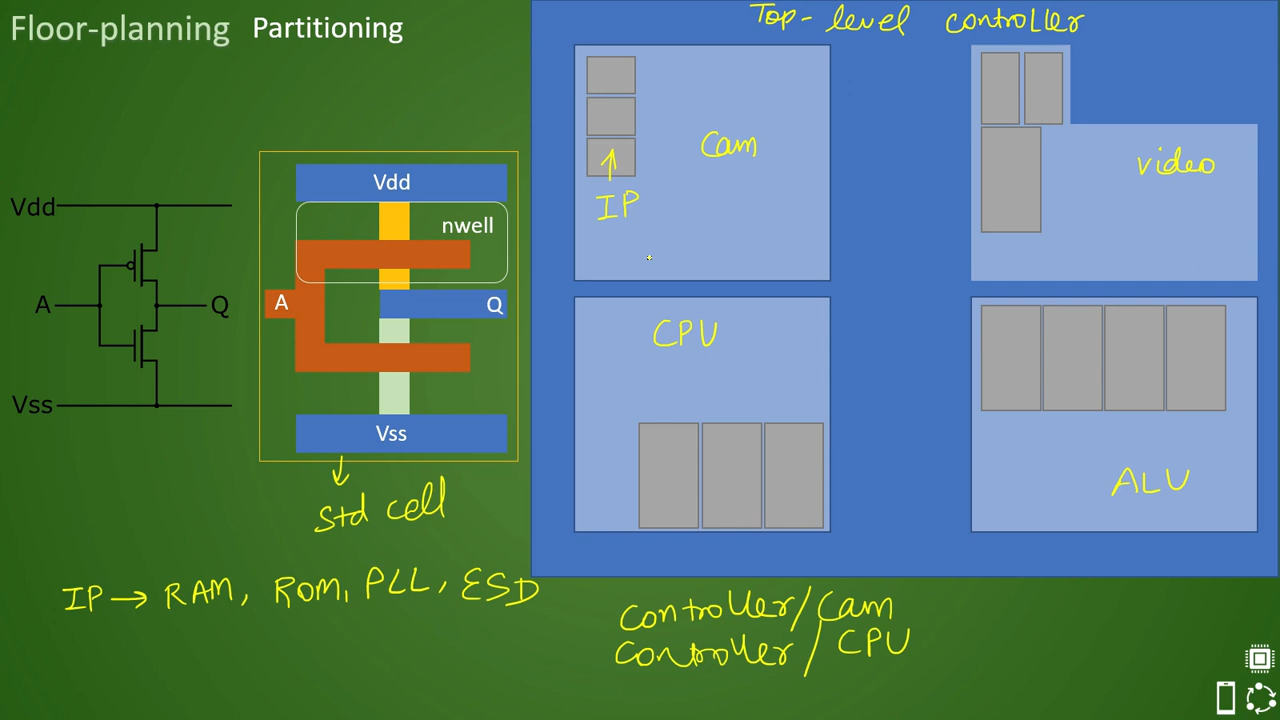 Floor-planning Partitioning
Top-level controller
Cam
IP
video
CPU
ALU
Vdd
A
Q
Vss
Vdd
nwell
A
Q
Vss
Std cell
IP → RAM, ROM, PLL, ESD
Controller/Cam
Controller/CPU